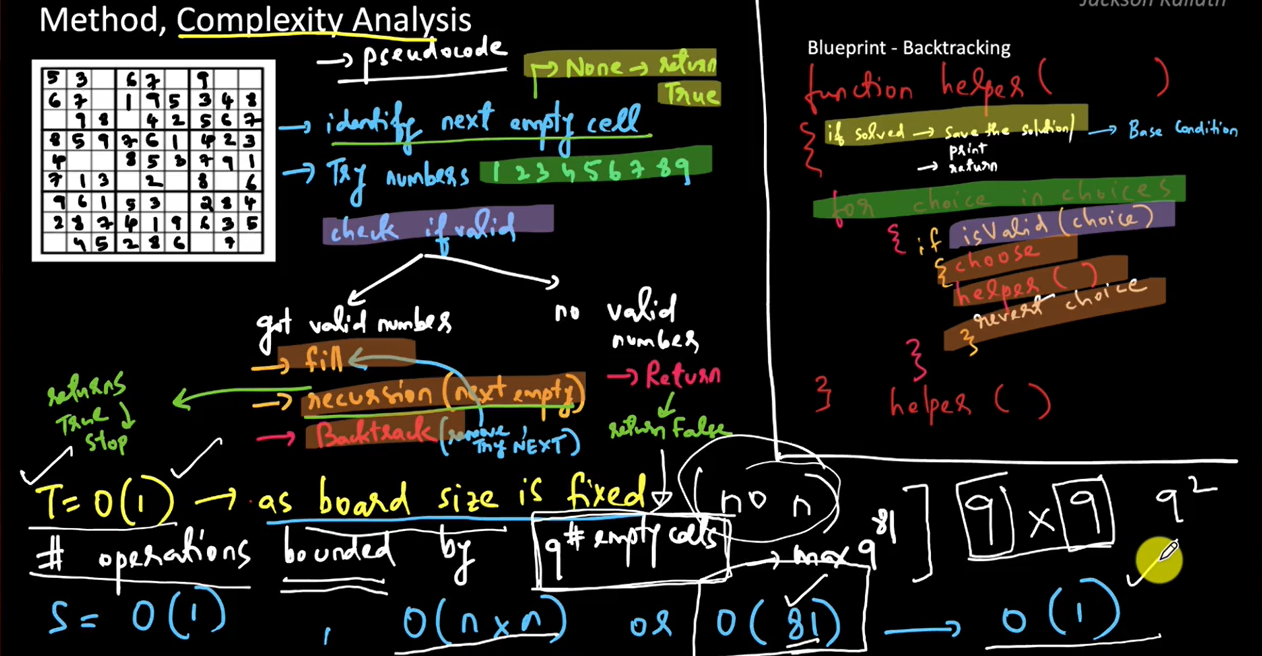 Method, Complexity Analysis
→ pseudocode
→ None → return
True
→ identify next empty cell
→ Try numbers 1 2 3 4 5 6 7 8 9
check if valid
5 3 6 7 9
6 7 1 9 5 3 4 8
9 8 4 2 5 6 7
8 5 9 7 6 1 4 2 3
4 8 5 3 7 9 1
7 1 3 2 8 6
9 6 1 5 3 2 8 4
2 8 7 4 1 9 6 3 5
4 5 2 8 6 7
got valid number
→ fill
→ recursion (next empty)
→ Backtrack (remove,
Try NEXT)
returns
True
Stop
no valid
number
→ Return
return False
Blueprint - Backtracking
function helper ( )
{ if solved → save the solution/ → Base Condition
print
→ return
for choice in choices
{ if isValid (choice)
{ choose
helper ( )
revert choice
}
}
} helper ( )
T = O(1) → as board size is fixed (no n)
# operations bounded by 9 # empty cells → max 9^81 ] 9 × 9 9²
S = O(1) , O(n x n) or O(81) → O(1)